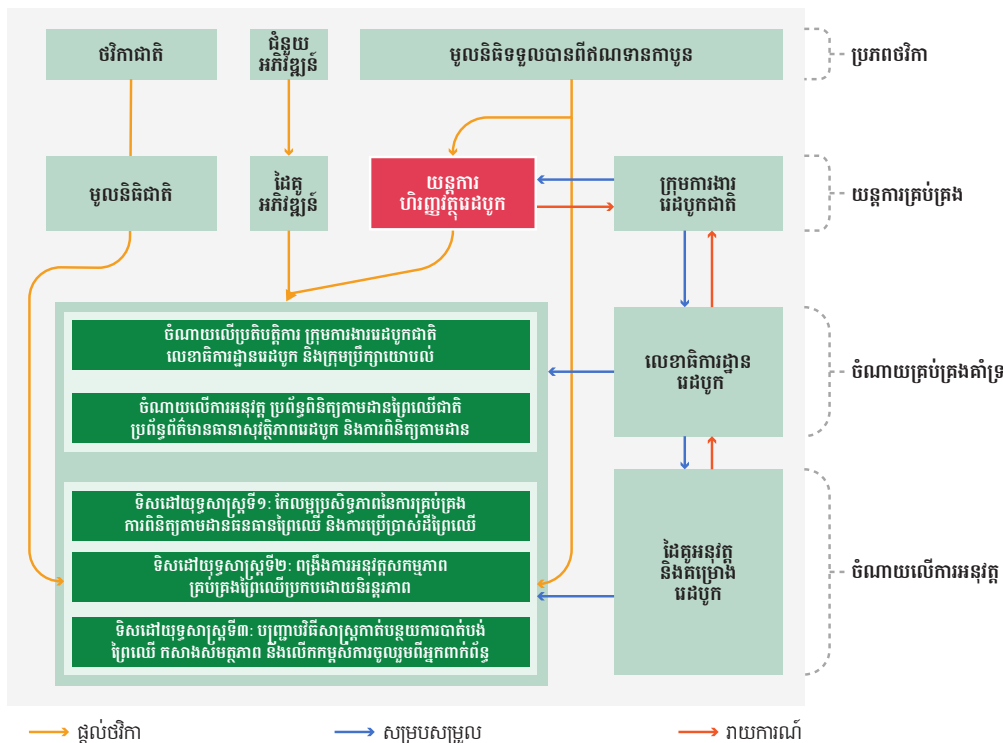 ថវិកាជាតិ
ជំនួយ
អភិវឌ្ឍន៍
មូលនិធិទទួលបានពីឥណទានកាបូន
ប្រភពថវិកា
មូលនិធិជាតិ
ដៃគូ
អភិវឌ្ឍន៍
យន្តការ
ហិរញ្ញវត្ថុរេដបូក
ក្រុមការងារ
រេដបូកជាតិ
យន្តការគ្រប់គ្រង
ចំណាយលើប្រតិបត្តិការ ក្រុមការងាររេដបូកជាតិ
លេខាធិការដ្ឋានរេដបូក និងក្រុមប្រឹក្សាយោបល់
ចំណាយលើការអនុវត្ត ប្រព័ន្ធពិនិត្យតាមដានព្រៃឈើជាតិ
ប្រព័ន្ធព័ត៌មានធានាសុវត្ថិភាពរេដបូក និងការពិនិត្យតាមដាន
លេខាធិការដ្ឋាន
រេដបូក
ចំណាយគ្រប់គ្រងគាំទ្រ
ទិសដៅយុទ្ធសាស្ត្រទី១: កែលម្អប្រសិទ្ធភាពនៃការគ្រប់គ្រង
ការពិនិត្យតាមដានធនធានព្រៃឈើ និងការប្រើប្រាស់ដីព្រៃឈើ
ទិសដៅយុទ្ធសាស្ត្រទី២: ពង្រឹងការអនុវត្តសកម្មភាព
គ្រប់គ្រងព្រៃឈើប្រកបដោយនិរន្តរភាព
ទិសដៅយុទ្ធសាស្ត្រទី៣: បញ្ជ្រាបវិធីសាស្ត្រកាត់បន្ថយការបាត់បង់
ព្រៃឈើ កសាងសមត្ថភាព និងលើកកម្ពស់ការចូលរួមពីអ្នកពាក់ព័ន្ធ
ដៃគូអនុវត្ត
និងគម្រោង
រេដបូក
ចំណាយលើការអនុវត្ត
ផ្តល់ថវិកា
សម្របសម្រួល
រាយការណ៍